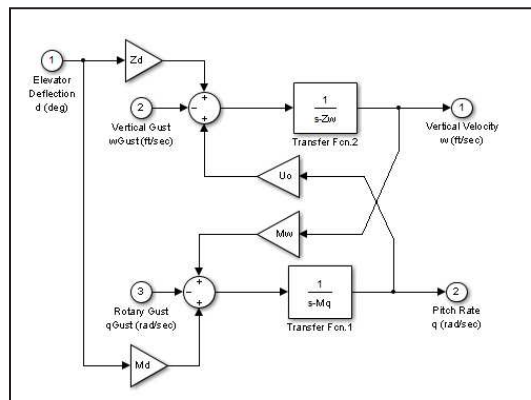 1
Elevator
Deflection
d (deg)
Zd
2
Vertical Gust
wGust (ft/sec)
+
−
+
1
s-Zw
Transfer Fcn.2
1
Vertical Velocity
w (ft/sec)
Uo
Mw
3
Rotary Gust
qGust (rad/sec)
+
−
+
1
s-Mq
Transfer Fcn.1
2
Pitch Rate
q (rad/sec)
Md